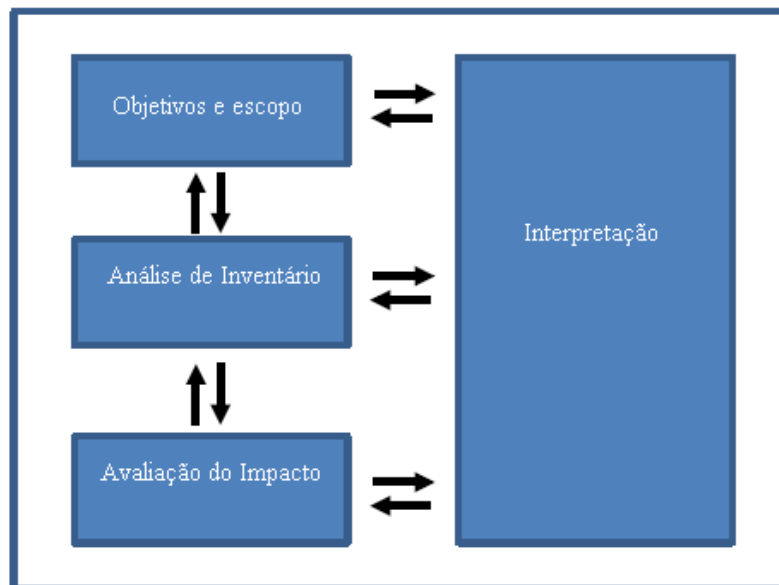 Objetivos e escopo
Interpretação
Análise de Inventário
Avaliação do Impacto